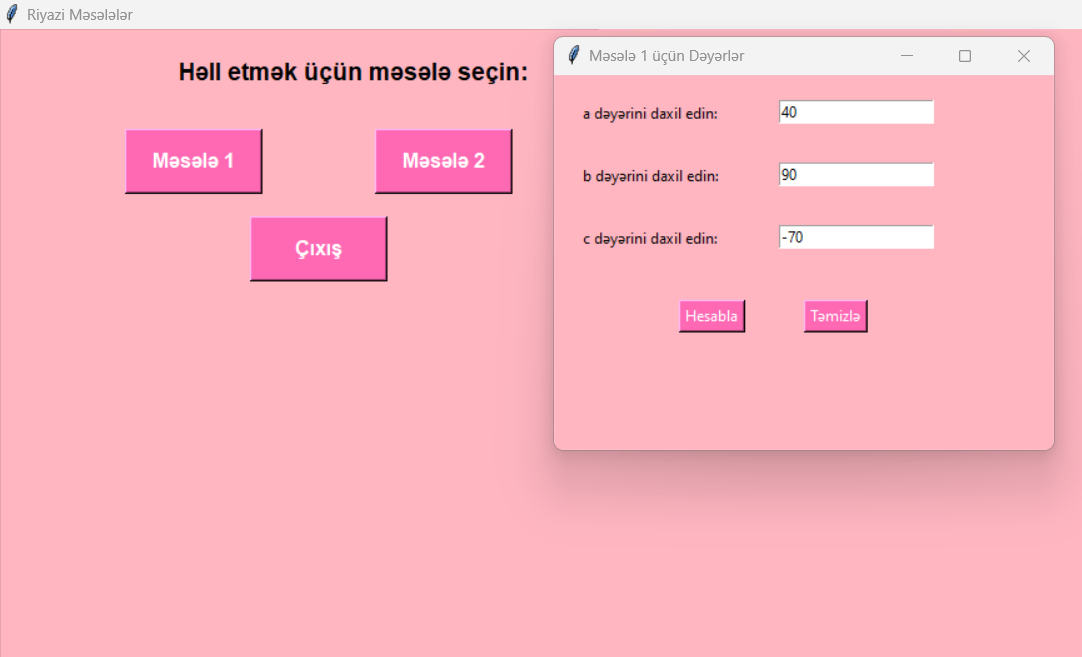 Riyazi Məsələlər
Həll etmək üçün məsələ seçin:
Məsələ 1
Məsələ 2
Çıxış
Məsələ 1 üçün Dəyərlər
a dəyərini daxil edin:
40
b dəyərini daxil edin:
90
c dəyərini daxil edin:
-70
Hesabla
Təmizlə